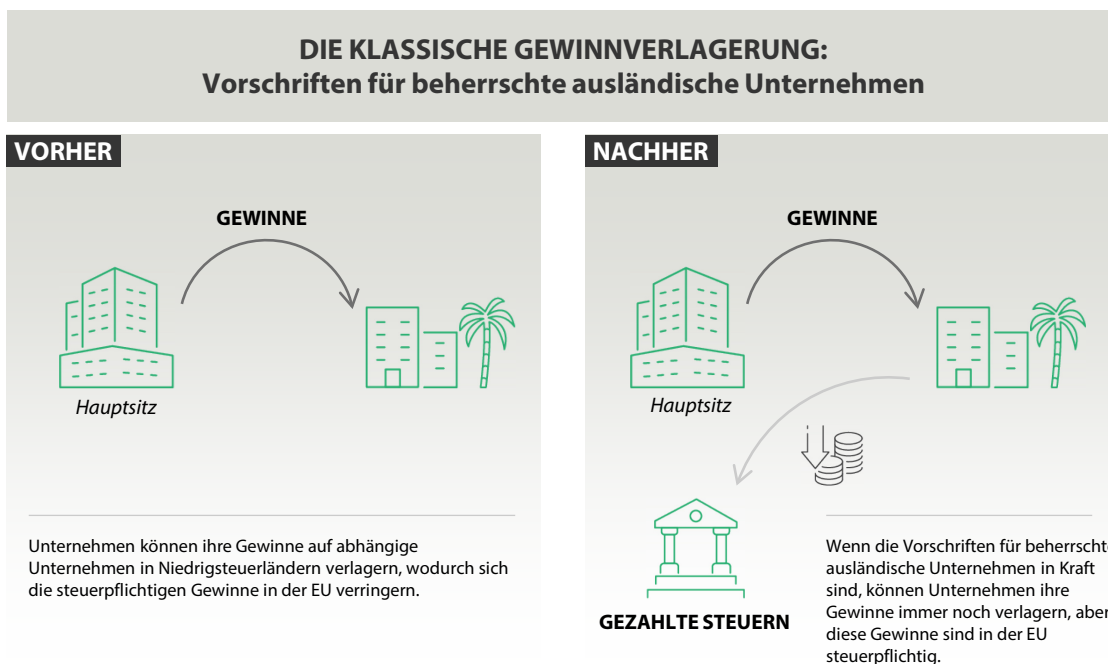 DIE KLASSISCHE GEWINNVERLAGERUNG:
Vorschriften für beherrschte ausländische Unternehmen
VORHER
GEWINNE
Hauptsitz
Unternehmen können ihre Gewinne auf abhängige
Unternehmen in Niedrigsteuerländern verlagern, wodurch sich
die steuerpflichtigen Gewinne in der EU verringern.
NACHHER
GEWINNE
Hauptsitz
GEZAHLTE STEUERN
Wenn die Vorschriften für beherrschte
ausländische Unternehmen in Kraft
sind, können Unternehmen ihre
Gewinne immer noch verlagern, aber
diese Gewinne sind in der EU
steuerpflichtig.